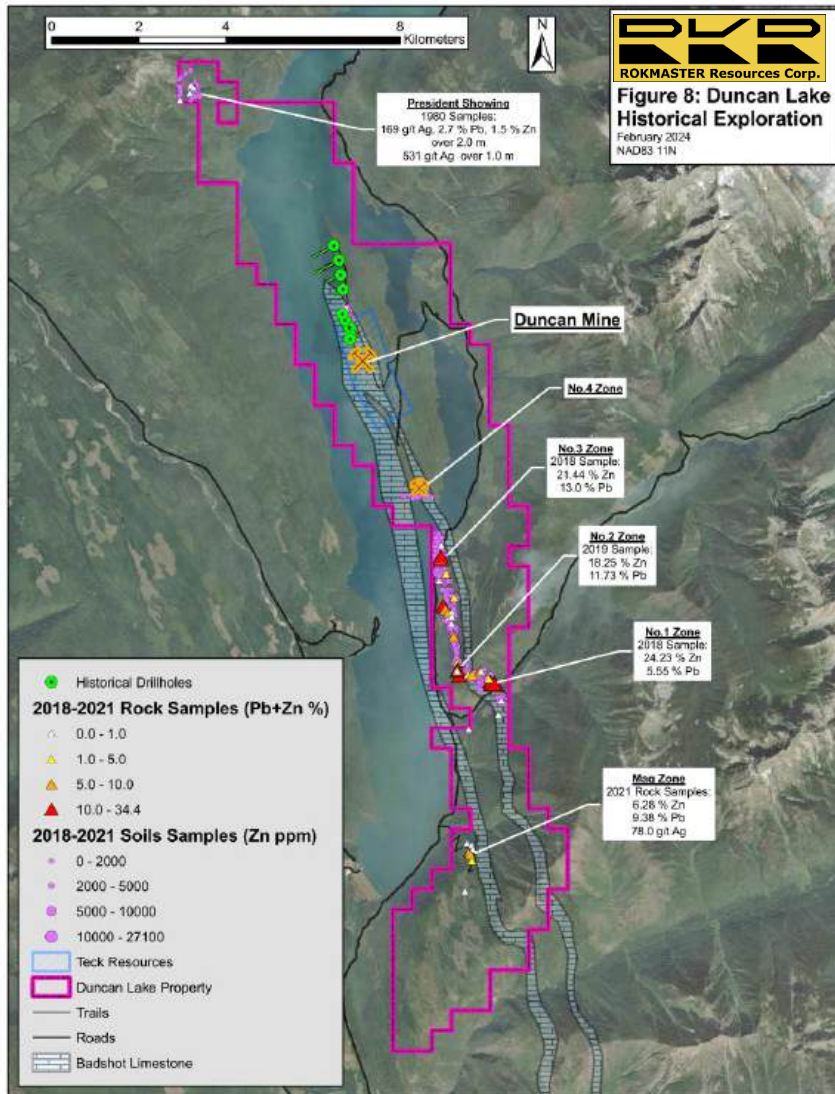 0 2 4 8
Kilometers
N
RKR
ROKMASTER Resources Corp.
Figure 8: Duncan Lake
Historical Exploration
February 2024
NAD83 11N
President Showing
1980 Samples:
169 g/t Ag, 2.7 % Pb, 1.5 % Zn
over 2.0 m
531 g/t Ag over 1.0 m
Duncan Mine
No.4 Zone
No.3 Zone
2018 Sample:
21.44 % Zn
13.0 % Pb
No.2 Zone
2019 Sample:
18.25 % Zn
11.73 % Pb
No.1 Zone
2018 Sample:
24.23 % Zn
5.55 % Pb
Mag Zone
2021 Rock Samples:
6.28 % Zn
9.38 % Pb
78.0 g/t Ag
Historical Drillholes
2018-2021 Rock Samples (Pb+Zn %)
0.0 - 1.0
1.0 - 5.0
5.0 - 10.0
10.0 - 34.4
2018-2021 Soils Samples (Zn ppm)
0 - 2000
2000 - 5000
5000 - 10000
10000 - 27100
Teck Resources
Duncan Lake Property
Trails
Roads
Badshot Limestone